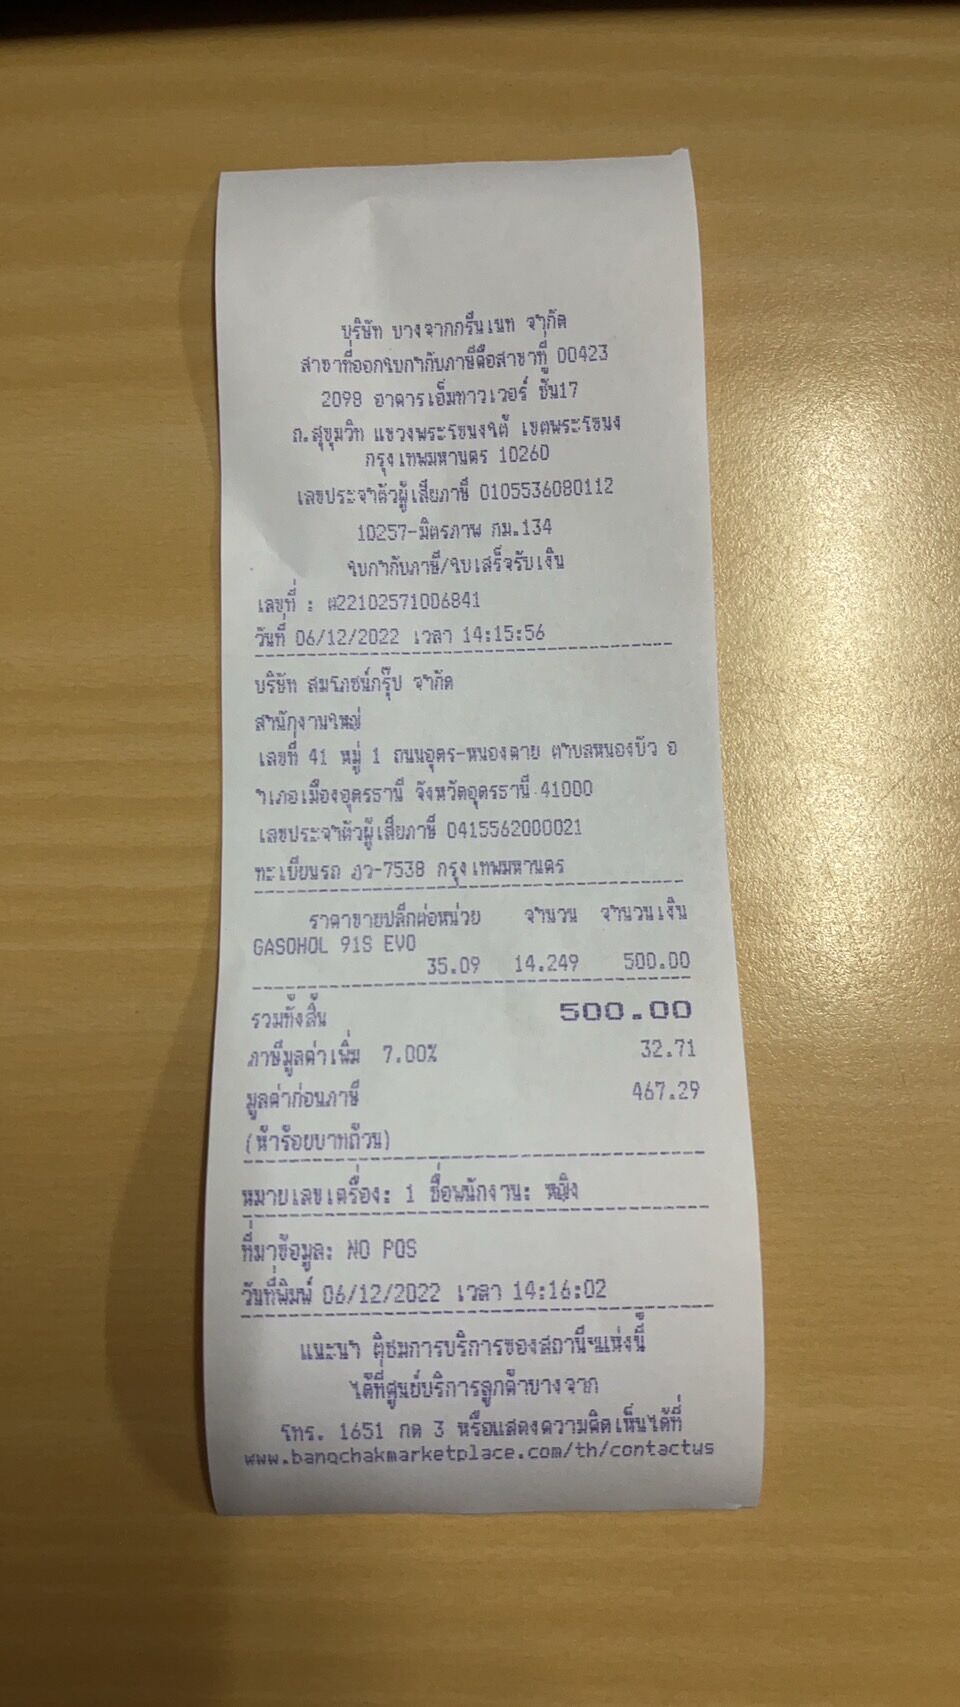 บริษัท บางจากกรีนเนท จำกัด
สาขาที่ออกใบกำกับภาษีคือสาขาที่ 00423
2098 อาคารเอ็มทาวเวอร์ ชั้น17
ถ.สุขุมวิท แขวงพระโขนงใต้ เขตพระโขนง
กรุงเทพมหานคร 10260
เลขประจำตัวผู้เสียภาษี 0105536080112
10257-มิตรภาพ กม.134
ใบกำกับภาษี/ใบเสร็จรับเงิน
เลขที่ : ต22102571006841
วันที่ 06/12/2022 เวลา 14:15:56
บริษัท สมโภชน์กรุ๊ป จำกัด
สำนักงานใหญ่
เลขที่ 41 หมู่ 1 ถนนอุดร-หนองคาย ตำบลหนองบัว อ
ำเภอเมืองอุดรธานี จังหวัดอุดรธานี 41000
เลขประจำตัวผู้เสียภาษี 0415562000021
ทะเบียนรถ ฎว-7538 กรุงเทพมหานคร
ราคาขายปลีกต่อหน่วย จำนวน จำนวนเงิน
GASOHOL 91S EVO
35.09 14.249 500.00
รวมทั้งสิ้น 500.00
ภาษีมูลค่าเพิ่ม 7.00% 32.71
มูลค่าก่อนภาษี 467.29
(ห้าร้อยบาทถ้วน)
หมายเลขเครื่อง: 1 ชื่อพนักงาน: หญิง
ที่มาข้อมูล: NO POS
วันที่พิมพ์ 06/12/2022 เวลา 14:16:02
แนะนำ ติชมการบริการของสถานีฯแห่งนี้
ได้ที่ศูนย์บริการลูกค้าบางจาก
โทร. 1651 กด 3 หรือแสดงความคิดเห็นได้ที่
www.bangchakmarketplace.com/th/contactus